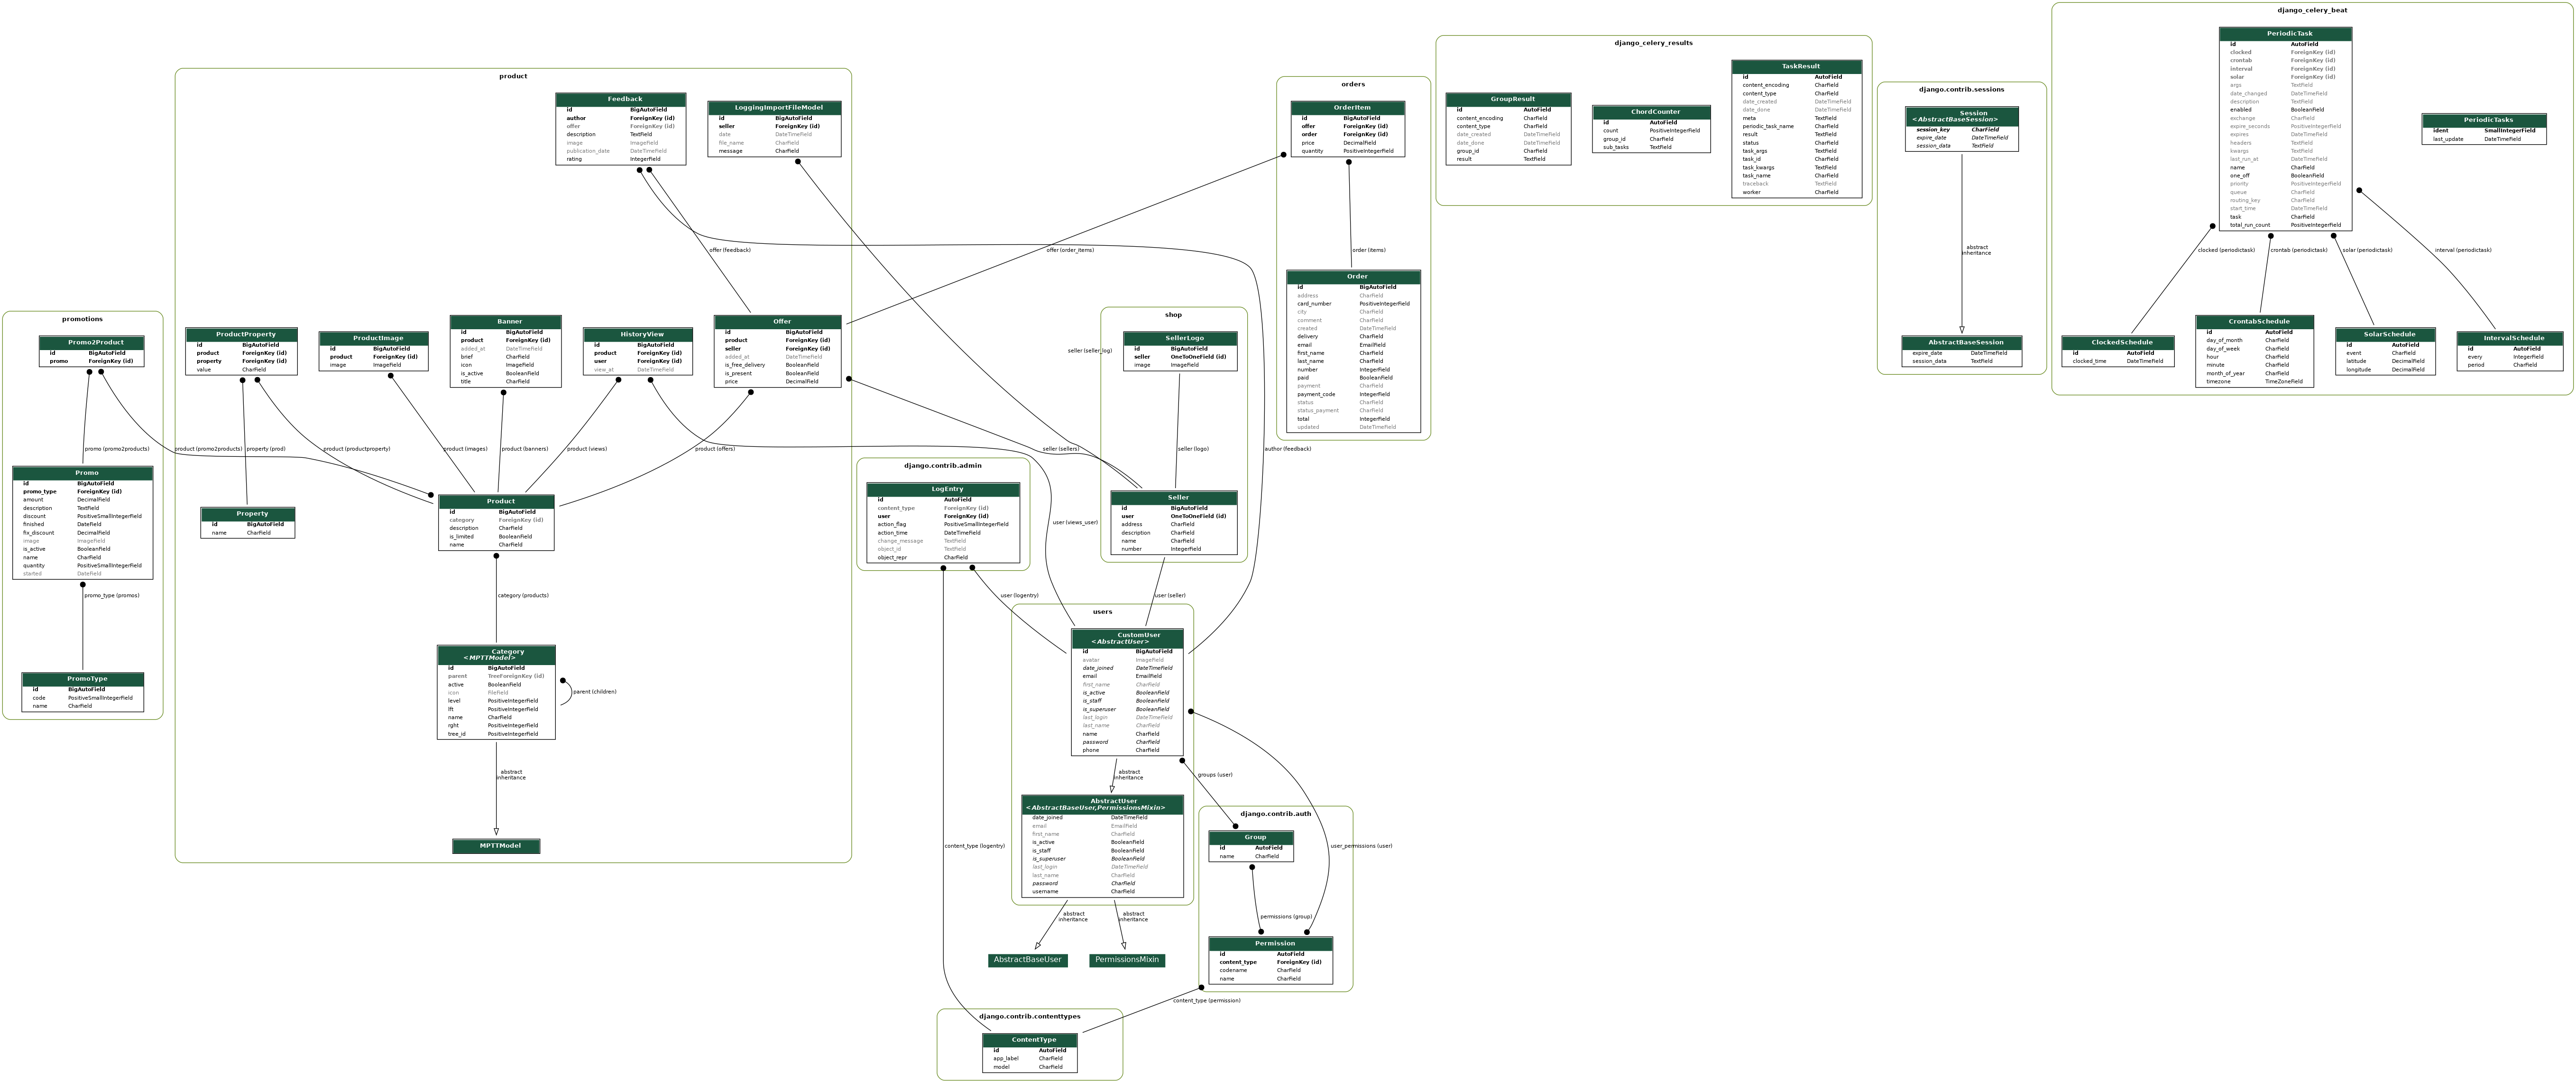 django_celery_beat
PeriodicTask
id AutoField
clocked ForeignKey (id)
crontab ForeignKey (id)
interval ForeignKey (id)
solar ForeignKey (id)
args TextField
date_changed DateTimeField
description TextField
enabled BooleanField
exchange CharField
expire_seconds PositiveIntegerField
expires DateTimeField
headers TextField
kwargs TextField
last_run_at DateTimeField
name CharField
one_off BooleanField
priority PositiveIntegerField
queue CharField
routing_key CharField
start_time DateTimeField
task CharField
total_run_count PositiveIntegerField
PeriodicTasks
ident SmallIntegerField
last_update DateTimeField
clocked (periodictask)
crontab (periodictask)
solar (periodictask)
interval (periodictask)
ClockedSchedule
id AutoField
clocked_time DateTimeField
CrontabSchedule
id AutoField
day_of_month CharField
day_of_week CharField
hour CharField
minute CharField
month_of_year CharField
timezone TimeZoneField
SolarSchedule
id AutoField
event CharField
latitude DecimalField
longitude DecimalField
IntervalSchedule
id AutoField
every IntegerField
period CharField
django_celery_results
GroupResult
id AutoField
content_encoding CharField
content_type CharField
date_created DateTimeField
date_done DateTimeField
group_id CharField
result TextField
ChordCounter
id AutoField
count PositiveIntegerField
group_id CharField
sub_tasks TextField
TaskResult
id AutoField
content_encoding CharField
content_type CharField
date_created DateTimeField
date_done DateTimeField
meta TextField
periodic_task_name CharField
result TextField
status CharField
task_args TextField
task_id CharField
task_kwargs TextField
task_name CharField
traceback TextField
worker CharField
django.contrib.sessions
Session
<AbstractBaseSession>
session_key CharField
expire_date DateTimeField
session_data TextField
abstract
inheritance
AbstractBaseSession
expire_date DateTimeField
session_data TextField
product
Feedback
id BigAutoField
author ForeignKey (id)
offer ForeignKey (id)
description TextField
image ImageField
publication_date DateTimeField
rating IntegerField
LoggingImportFileModel
id BigAutoField
seller ForeignKey (id)
date DateTimeField
file_name CharField
message CharField
offer (feedback)
ProductProperty
id BigAutoField
product ForeignKey (id)
property ForeignKey (id)
value CharField
ProductImage
id BigAutoField
product ForeignKey (id)
image ImageField
Banner
id BigAutoField
product ForeignKey (id)
added_at DateTimeField
brief CharField
icon ImageField
is_active BooleanField
title CharField
HistoryView
id BigAutoField
product ForeignKey (id)
user ForeignKey (id)
view_at DateTimeField
Offer
id BigAutoField
product ForeignKey (id)
seller ForeignKey (id)
added_at DateTimeField
is_free_delivery BooleanField
is_present BooleanField
price DecimalField
product (promo2products)
property (prod)
product (productproperty)
product (images)
product (banners)
product (views)
product (offers)
Property
id BigAutoField
name CharField
Product
id BigAutoField
category ForeignKey (id)
description CharField
is_limited BooleanField
name CharField
category (products)
Category
<MPTTModel>
id BigAutoField
parent TreeForeignKey (id)
active BooleanField
icon FileField
level PositiveIntegerField
lft PositiveIntegerField
name CharField
rght PositiveIntegerField
tree_id PositiveIntegerField
parent (children)
abstract
inheritance
MPTTModel
orders
OrderItem
id BigAutoField
offer ForeignKey (id)
order ForeignKey (id)
price DecimalField
quantity PositiveIntegerField
offer (order_items)
order (items)
Order
id BigAutoField
address CharField
card_number PositiveIntegerField
city CharField
comment CharField
created DateTimeField
delivery CharField
email EmailField
first_name CharField
last_name CharField
number IntegerField
paid BooleanField
payment CharField
payment_code IntegerField
status CharField
status_payment CharField
total IntegerField
updated DateTimeField
promotions
Promo2Product
id BigAutoField
promo ForeignKey (id)
promo (promo2products)
Promo
id BigAutoField
promo_type ForeignKey (id)
amount DecimalField
description TextField
discount PositiveSmallIntegerField
finished DateField
fix_discount DecimalField
image ImageField
is_active BooleanField
name CharField
quantity PositiveSmallIntegerField
started DateField
promo_type (promos)
PromoType
id BigAutoField
code PositiveSmallIntegerField
name CharField
shop
SellerLogo
id BigAutoField
seller OneToOneField (id)
image ImageField
seller (seller_log)
seller (sellers)
seller (logo)
author (feedback)
Seller
id BigAutoField
user OneToOneField (id)
address CharField
description CharField
name CharField
number IntegerField
django.contrib.admin
LogEntry
id AutoField
content_type ForeignKey (id)
user ForeignKey (id)
action_flag PositiveSmallIntegerField
action_time DateTimeField
change_message TextField
object_id TextField
object_repr CharField
user (views_user)
user (logentry)
user (seller)
users
CustomUser
<AbstractUser>
id BigAutoField
avatar ImageField
date_joined DateTimeField
email EmailField
first_name CharField
is_active BooleanField
is_staff BooleanField
is_superuser BooleanField
last_login DateTimeField
last_name CharField
name CharField
password CharField
phone CharField
abstract
inheritance
groups (user)
AbstractUser
<AbstractBaseUser,PermissionsMixin>
date_joined DateTimeField
email EmailField
first_name CharField
is_active BooleanField
is_staff BooleanField
is_superuser BooleanField
last_login DateTimeField
last_name CharField
password CharField
username CharField
abstract
inheritance
abstract
inheritance
AbstractBaseUser
PermissionsMixin
django.contrib.auth
Group
id AutoField
name CharField
content_type (logentry)
user_permissions (user)
permissions (group)
Permission
id AutoField
content_type ForeignKey (id)
codename CharField
name CharField
content_type (permission)
django.contrib.contenttypes
ContentType
id AutoField
app_label CharField
model CharField